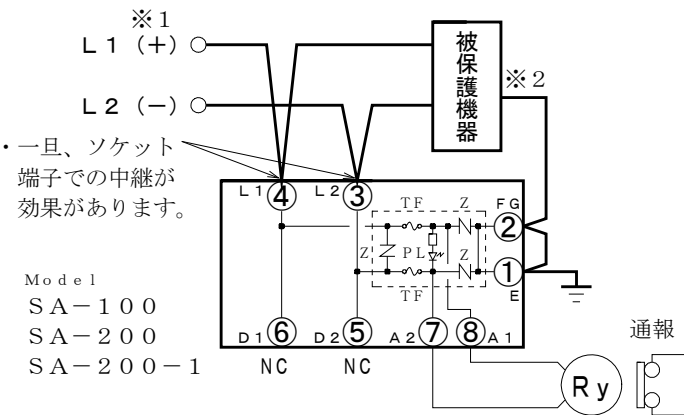 ※１
Ｌ１（＋）
被保護機器
※２
Ｌ２（－）
・一旦、ソケット
端子での中継が
効果があります。
Ｌ１ ④ Ｌ２ ③
ＴＦ Ｚ ＦＧ ②
Ｚ ＰＬ Ｚ
ＴＦ ① Ｅ
Ｍｏｄｅｌ
ＳＡ－１００
ＳＡ－２００
ＳＡ－２００－１
Ｄ１ ⑥ Ｄ２ ⑤ Ａ２ ⑦ ⑧ Ａ１
ＮＣ ＮＣ
通報
Ｒｙ